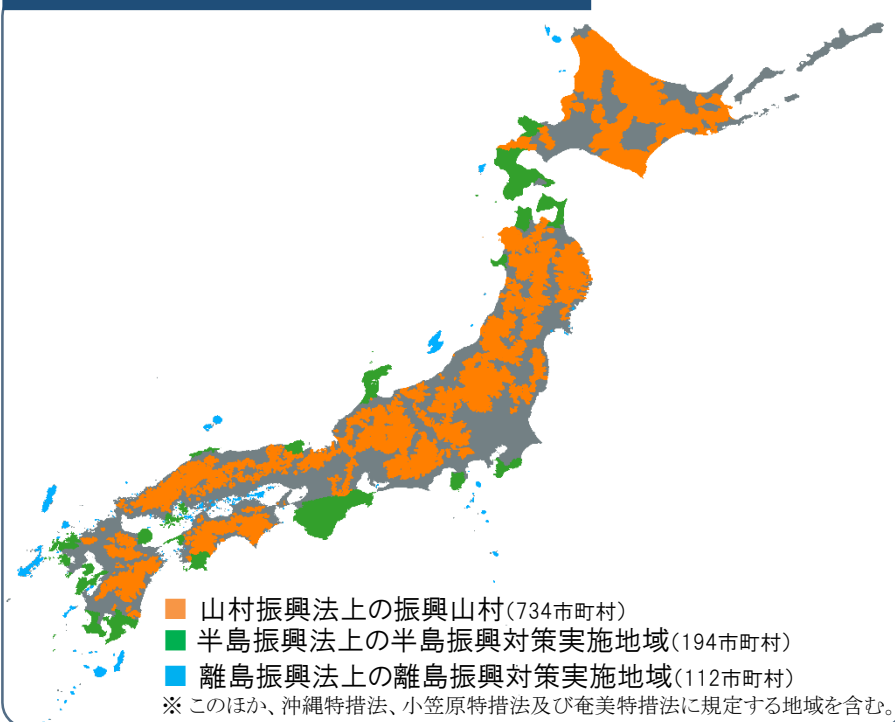 山村振興法上の振興山村(734市町村)
半島振興法上の半島振興対策実施地域(194市町村)
離島振興法上の離島振興対策実施地域(112市町村)
※ このほか、沖縄特措法、小笠原特措法及び奄美特措法に規定する地域を含む。